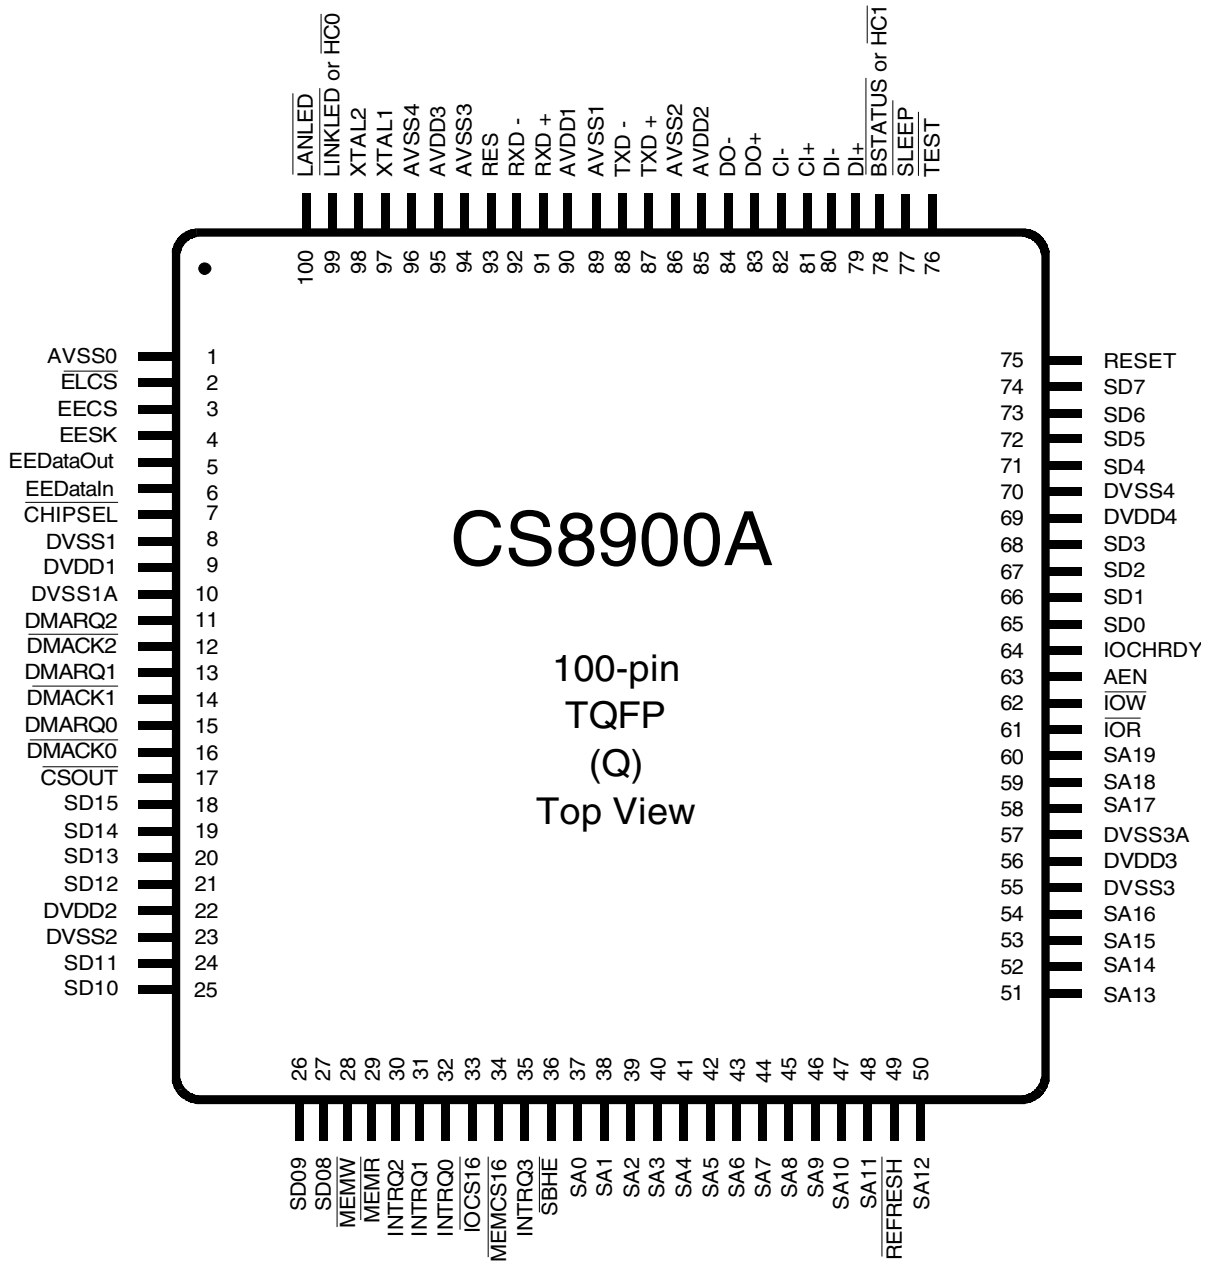 LANLED
LINKLED or HC0
XTAL2
XTAL1
AVSS4
AVDD3
AVSS3
RES
RXD -
RXD +
AVDD1
AVSS1
TXD -
TXD +
AVSS2
AVDD2
DO-
DO+
CI-
CI+
DI-
DI+
BSTATUS or HC1
SLEEP
TEST
100
99
98
97
96
95
94
93
92
91
90
89
88
87
86
85
84
83
82
81
80
79
78
77
76
AVSS0 1
ELCS 2
EECS 3
EESK 4
EEDataOut 5
EEDataIn 6
CHIPSEL 7
DVSS1 8
DVDD1 9
DVSS1A 10
DMARQ2 11
DMACK2 12
DMARQ1 13
DMACK1 14
DMARQ0 15
DMACK0 16
CSOUT 17
SD15 18
SD14 19
SD13 20
SD12 21
DVDD2 22
DVSS2 23
SD11 24
SD10 25
CS8900A
100-pin
TQFP
(Q)
Top View
75 RESET
74 SD7
73 SD6
72 SD5
71 SD4
70 DVSS4
69 DVDD4
68 SD3
67 SD2
66 SD1
65 SD0
64 IOCHRDY
63 AEN
62 IOW
61 IOR
60 SA19
59 SA18
58 SA17
57 DVSS3A
56 DVDD3
55 DVSS3
54 SA16
53 SA15
52 SA14
51 SA13
26
27
28
29
30
31
32
33
34
35
36
37
38
39
40
41
42
43
44
45
46
47
48
49
50
SD09
SD08
MEMW
MEMR
INTRQ2
INTRQ1
INTRQ0
IOCS16
MEMCS16
INTRQ3
SBHE
SA0
SA1
SA2
SA3
SA4
SA5
SA6
SA7
SA8
SA9
SA10
SA11
REFRESH
SA12